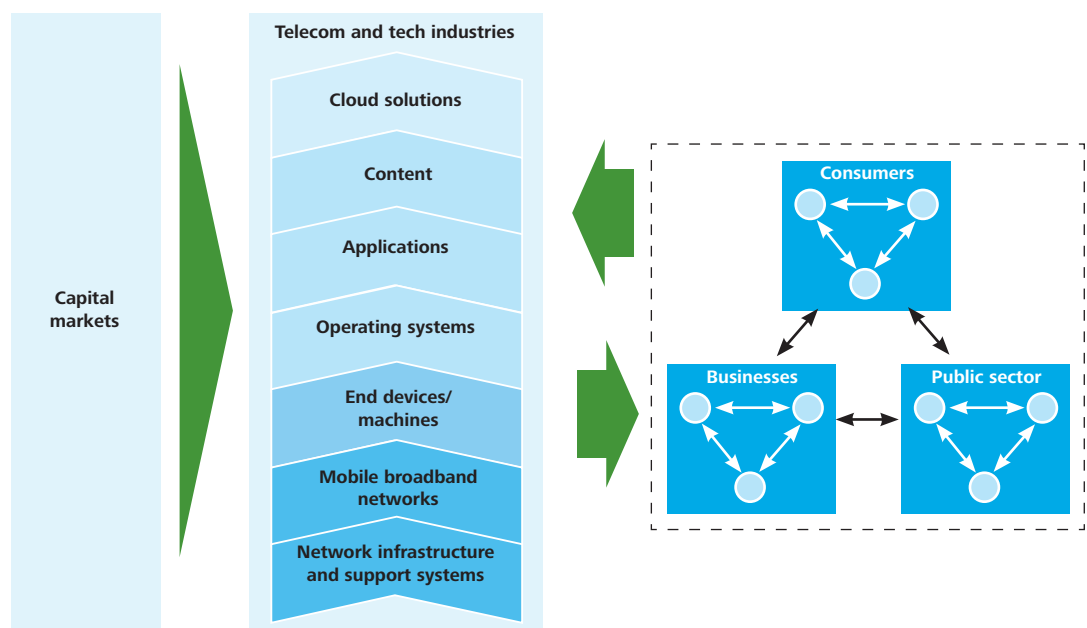 Capital
markets
Telecom and tech industries
Cloud solutions
Content
Applications
Operating systems
End devices/
machines
Mobile broadband
networks
Network infrastructure
and support systems
Consumers
Businesses
Public sector